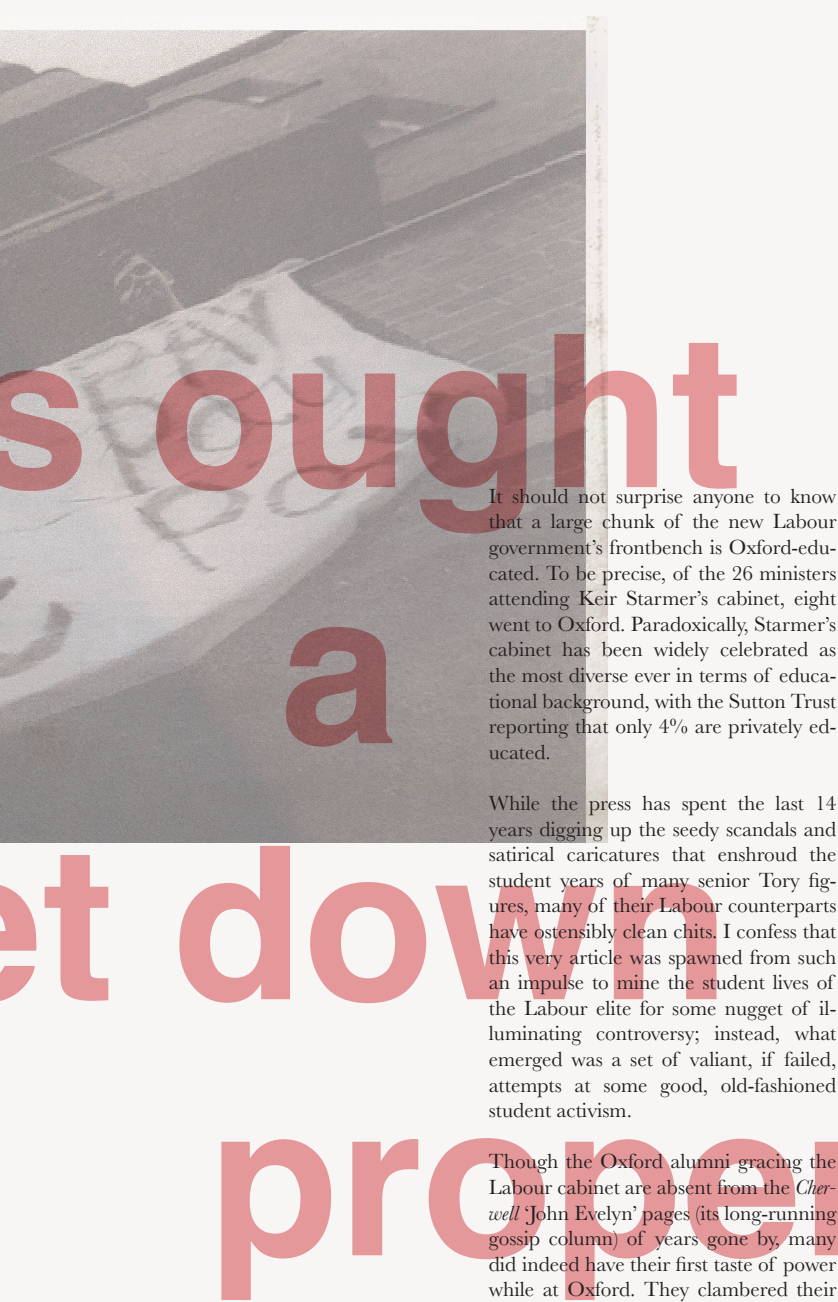 s ought
a
et down
proper
PAY
It should not surprise anyone to know
that a large chunk of the new Labour
government’s frontbench is Oxford-edu-
cated. To be precise, of the 26 ministers
attending Keir Starmer’s cabinet, eight
went to Oxford. Paradoxically, Starmer’s
cabinet has been widely celebrated as
the most diverse ever in terms of educa-
tional background, with the Sutton Trust
reporting that only 4% are privately ed-
ucated.
While the press has spent the last 14
years digging up the seedy scandals and
satirical caricatures that enshroud the
student years of many senior Tory fig-
ures, many of their Labour counterparts
have ostensibly clean chits. I confess that
this very article was spawned from such
an impulse to mine the student lives of
the Labour elite for some nugget of il-
luminating controversy; instead, what
emerged was a set of valiant, if failed,
attempts at some good, old-fashioned
student activism.
Though the Oxford alumni gracing the
Labour cabinet are absent from the Cher-
well ‘John Evelyn’ pages (its long-running
gossip column) of years gone by, many
did indeed have their first taste of power
while at Oxford. They clambered their